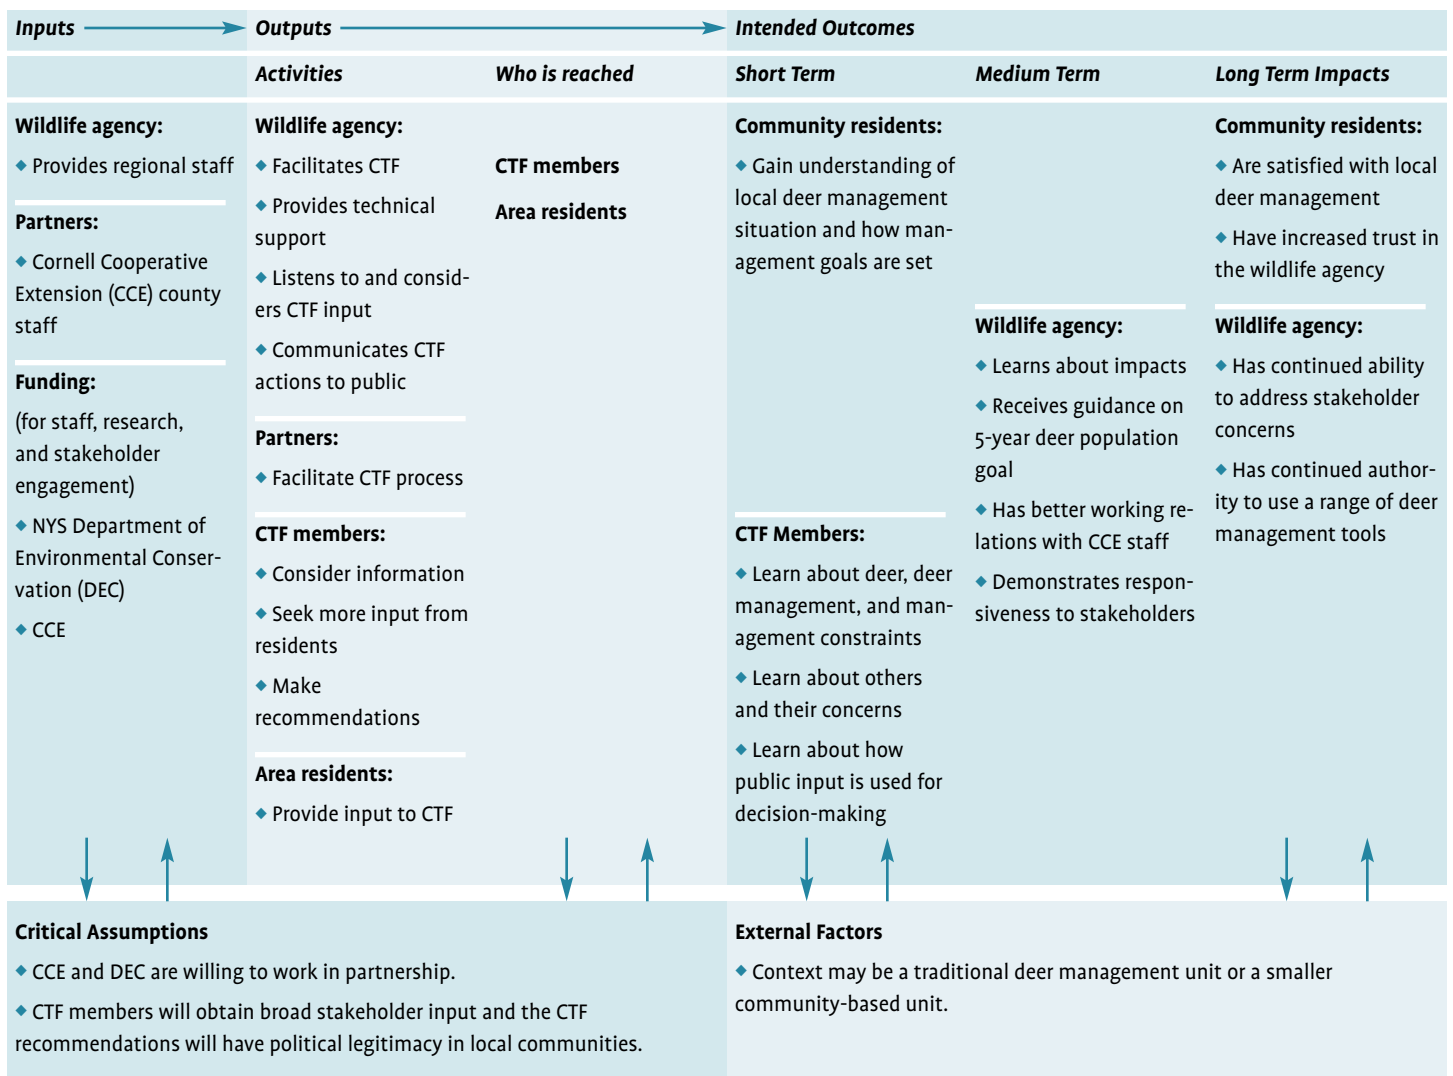 Inputs
Outputs
Intended Outcomes
Activities
Who is reached
Short Term
Medium Term
Long Term Impacts
Wildlife agency:
◆ Provides regional staff
Partners:
◆ Cornell Cooperative
Extension (CCE) county
staff
Funding:
(for staff, research,
and stakeholder
engagement)
◆ NYS Department of
Environmental Conser-
vation (DEC)
◆ CCE
Wildlife agency:
◆ Facilitates CTF
◆ Provides technical
support
◆ Listens to and consid-
ers CTF input
◆ Communicates CTF
actions to public
Partners:
◆ Facilitate CTF process
CTF members:
◆ Consider information
◆ Seek more input from
residents
◆ Make
recommendations
Area residents:
◆ Provide input to CTF
CTF members
Area residents
Community residents:
◆ Gain understanding of
local deer management
situation and how man-
agement goals are set
CTF Members:
◆ Learn about deer, deer
management, and man-
agement constraints
◆ Learn about others
and their concerns
◆ Learn about how
public input is used for
decision-making
Wildlife agency:
◆ Learns about impacts
◆ Receives guidance on
5-year deer population
goal
◆ Has better working re-
lations with CCE staff
◆ Demonstrates respon-
siveness to stakeholders
Community residents:
◆ Are satisfied with local
deer management
◆ Have increased trust in
the wildlife agency
Wildlife agency:
◆ Has continued ability
to address stakeholder
concerns
◆ Has continued author-
ity to use a range of deer
management tools
Critical Assumptions
◆ CCE and DEC are willing to work in partnership.
◆ CTF members will obtain broad stakeholder input and the CTF
recommendations will have political legitimacy in local communities.
External Factors
◆ Context may be a traditional deer management unit or a smaller
community-based unit.